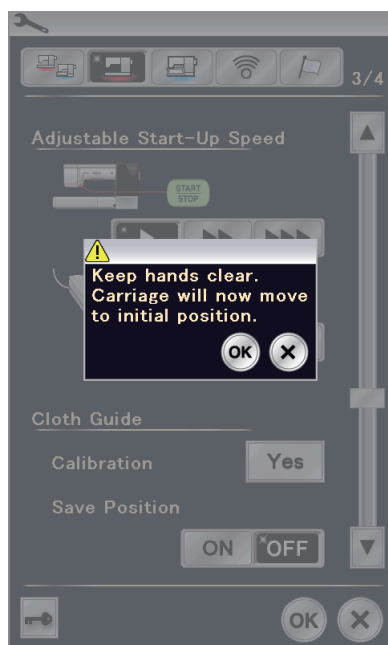 3/4
Adjustable Start-Up Speed
START
STOP
Keep hands clear.
Carriage will now move
to initial position.
OK
Cloth Guide
Calibration
Yes
Save Position
ON
OFF
OK